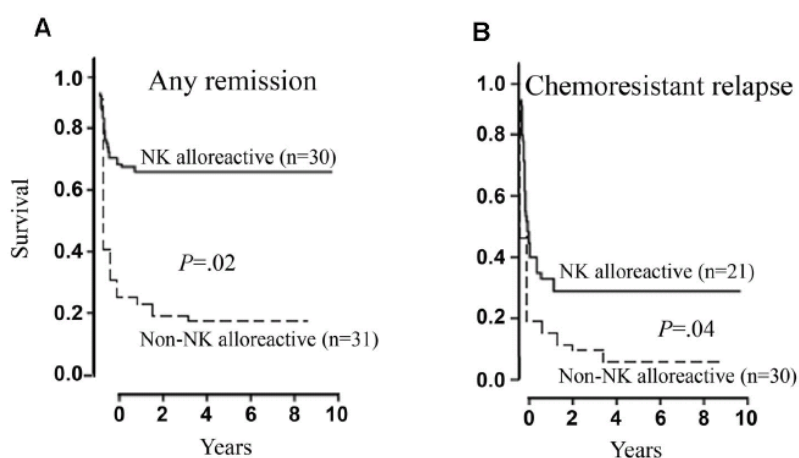 A
Any remission
1.0
0.8
0.6
0.4
0.2
0.0
Survival
NK alloreactive (n=30)
P=.02
Non-NK alloreactive (n=31)
0 2 4 6 8 10
Years
B
Chemoresistant relapse
1.0
0.8
0.6
0.4
0.2
0.0
NK alloreactive (n=21)
P=.04
Non-NK alloreactive (n=30)
0 2 4 6 8 10
Years